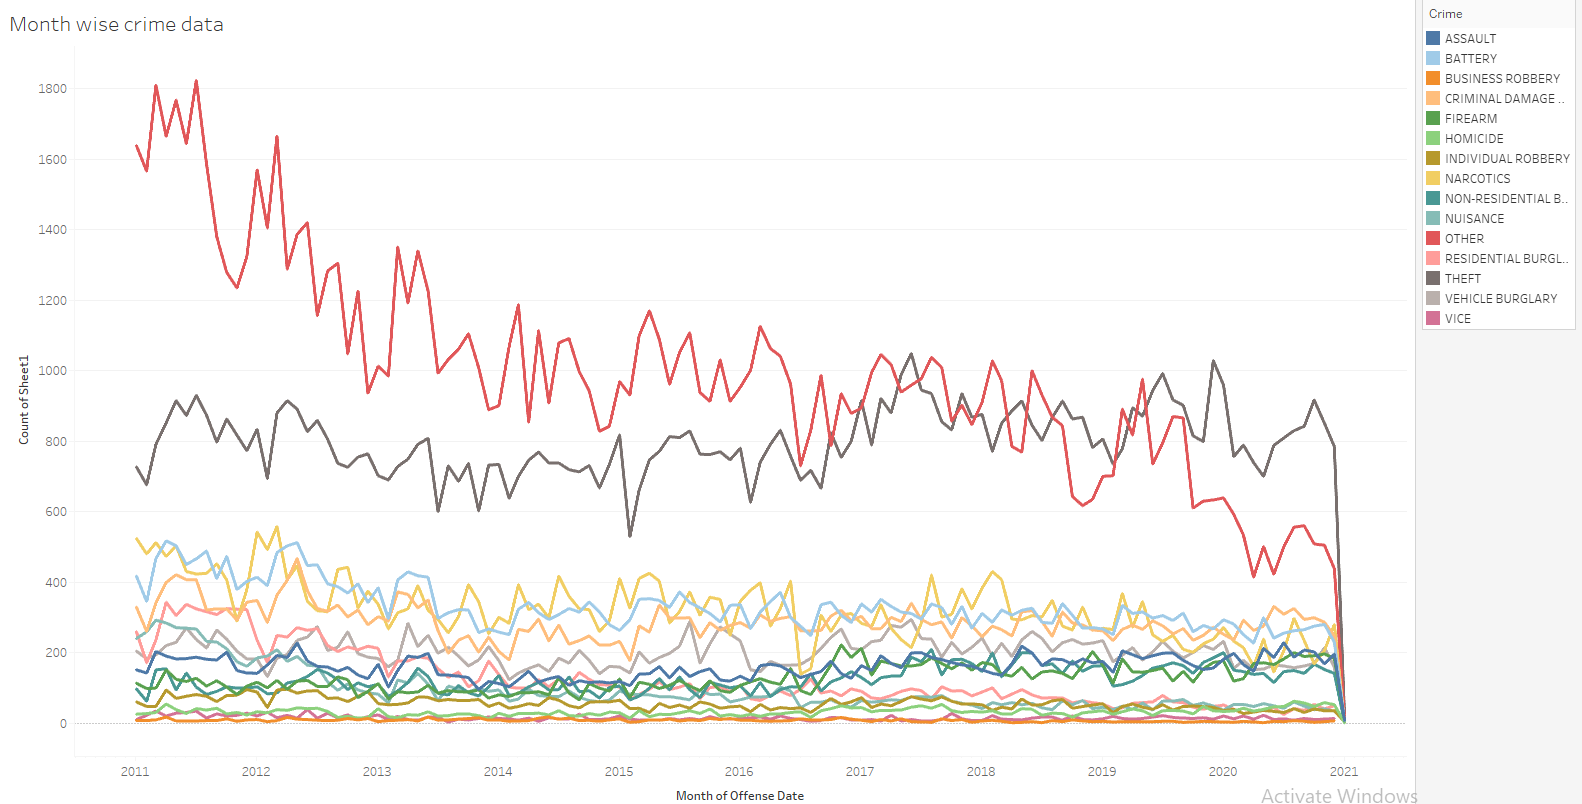 Month wise crime data
Crime
ASSAULT
BATTERY
BUSINESS ROBBERY
CRIMINAL DAMAGE ..
FIREARM
HOMICIDE
INDIVIDUAL ROBBERY
NARCOTICS
NON-RESIDENTIAL B..
NUISANCE
OTHER
RESIDENTIAL BURGL..
THEFT
VEHICLE BURGLARY
VICE
Count of Sheet1
1800
1600
1400
1200
1000
800
600
400
200
0
2011 2012 2013 2014 2015 2016 2017 2018 2019 2020 2021
Month of Offense Date
Activate Windows